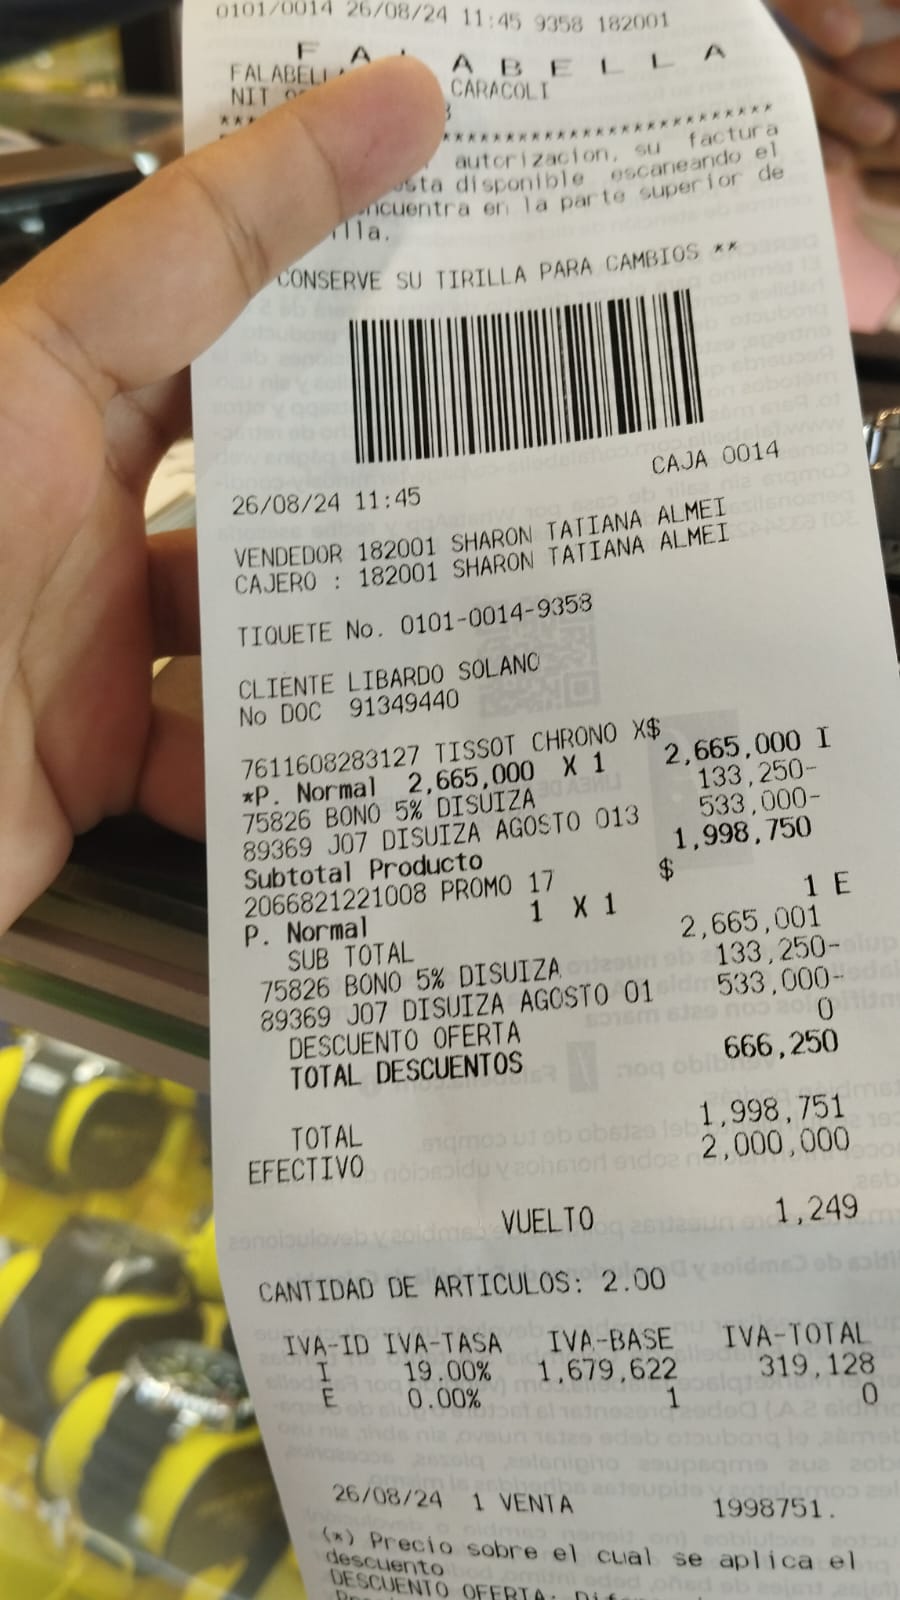 0101/0014 26/08/24 11:45 9358 182001
F A L A B E L L A
FALABELLA CARACOLI
NIT
*****************************
autorizacion, su factura
esta disponible escaneando el
encuentra en la parte superior de
CONSERVE SU TIRILLA PARA CAMBIOS **
CAJA 0014
26/08/24 11:45
VENDEDOR 182001 SHARON TATIANA ALMEI
CAJERO : 182001 SHARON TATIANA ALMEI
TIQUETE No. 0101-0014-9358
CLIENTE LIBARDO SOLANO
No DOC 91349440
7611608283127 TISSOT CHRONO X$
*P. Normal 2,665,000 X 1 2,665,000 I
75826 BONO 5% DISUIZA 133,250-
89369 J07 DISUIZA AGOSTO 013 533,000-
Subtotal Producto 1,998,750
2066821221008 PROMO 17 $
P. Normal 1 X 1 1 E
SUB TOTAL 2,665,001
75826 BONO 5% DISUIZA 133,250-
89369 J07 DISUIZA AGOSTO 01 533,000-
DESCUENTO OFERTA 0
TOTAL DESCUENTOS 666,250
TOTAL 1,998,751
EFECTIVO 2,000,000
VUELTO 1,249
CANTIDAD DE ARTICULOS: 2.00
IVA-ID IVA-TASA IVA-BASE IVA-TOTAL
I 19.00% 1,679,622 319,128
E 0.00% 1 0
26/08/24 1 VENTA 1998751.
(*) Precio sobre el cual se aplica el
descuento
DESCUENTO OFERTA: